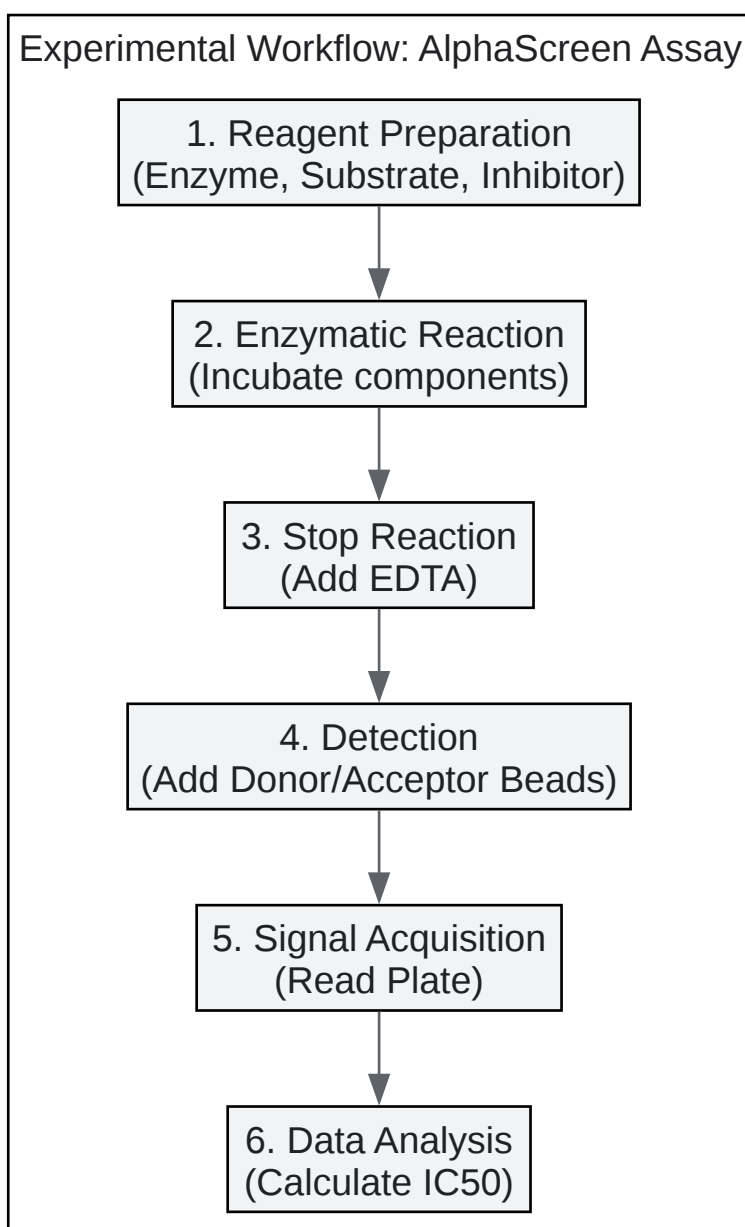 Experimental Workflow: AlphaScreen Assay
1. Reagent Preparation
(Enzyme, Substrate, Inhibitor)
2. Enzymatic Reaction
(Incubate components)
3. Stop Reaction
(Add EDTA)
4. Detection
(Add Donor/Acceptor Beads)
5. Signal Acquisition
(Read Plate)
6. Data Analysis
(Calculate IC50)